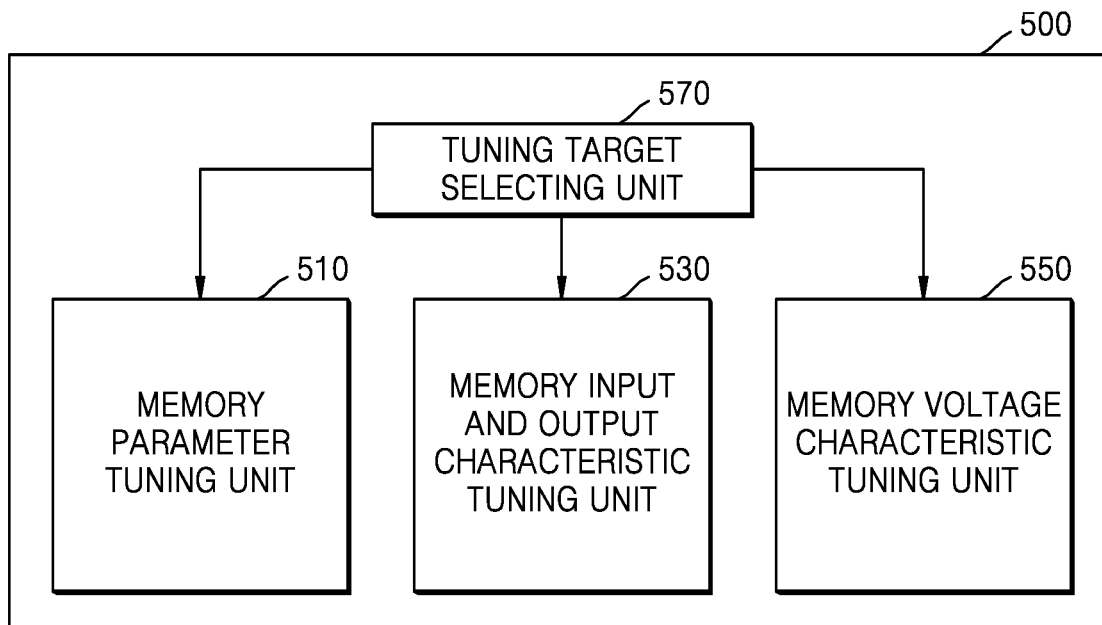 500
570
TUNING TARGET
SELECTING UNIT
510
530
550
MEMORY
PARAMETER
TUNING UNIT
MEMORY INPUT
AND OUTPUT
CHARACTERISTIC
TUNING UNIT
MEMORY VOLTAGE
CHARACTERISTIC
TUNING UNIT